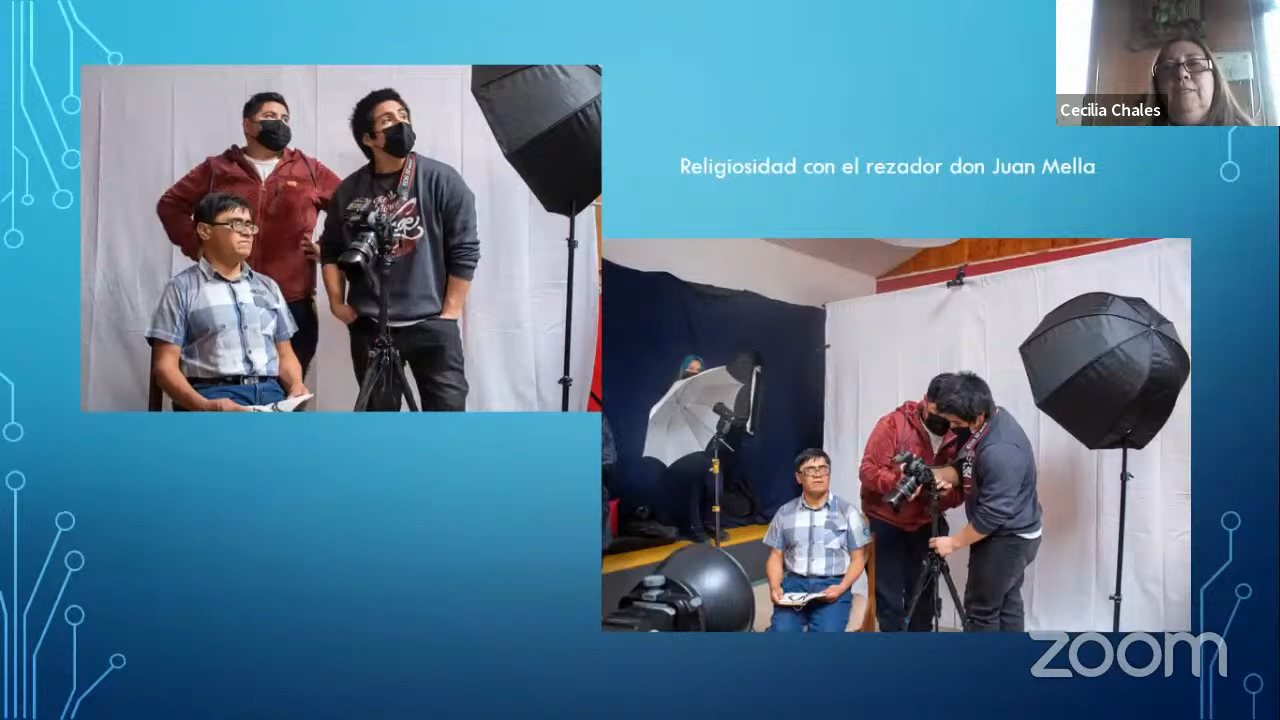 Cecilia Chales
Religiosidad con el rezador don Juan Mella
zoom